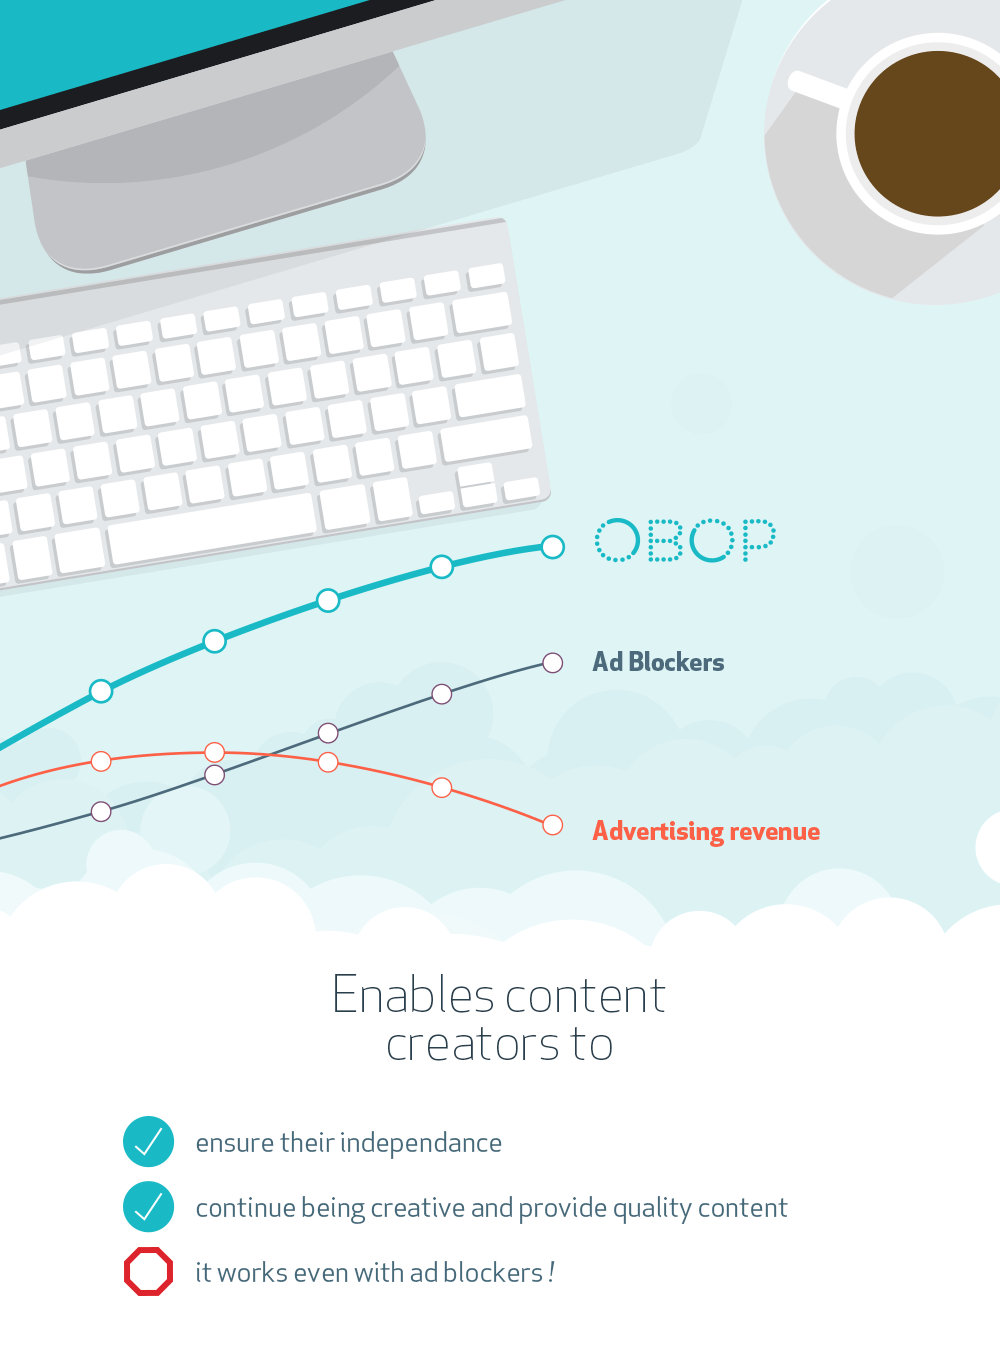 OBOP
Ad Blockers
Advertising revenue
Enables content
creators to
ensure their independance
continue being creative and provide quality content
it works even with ad blockers !